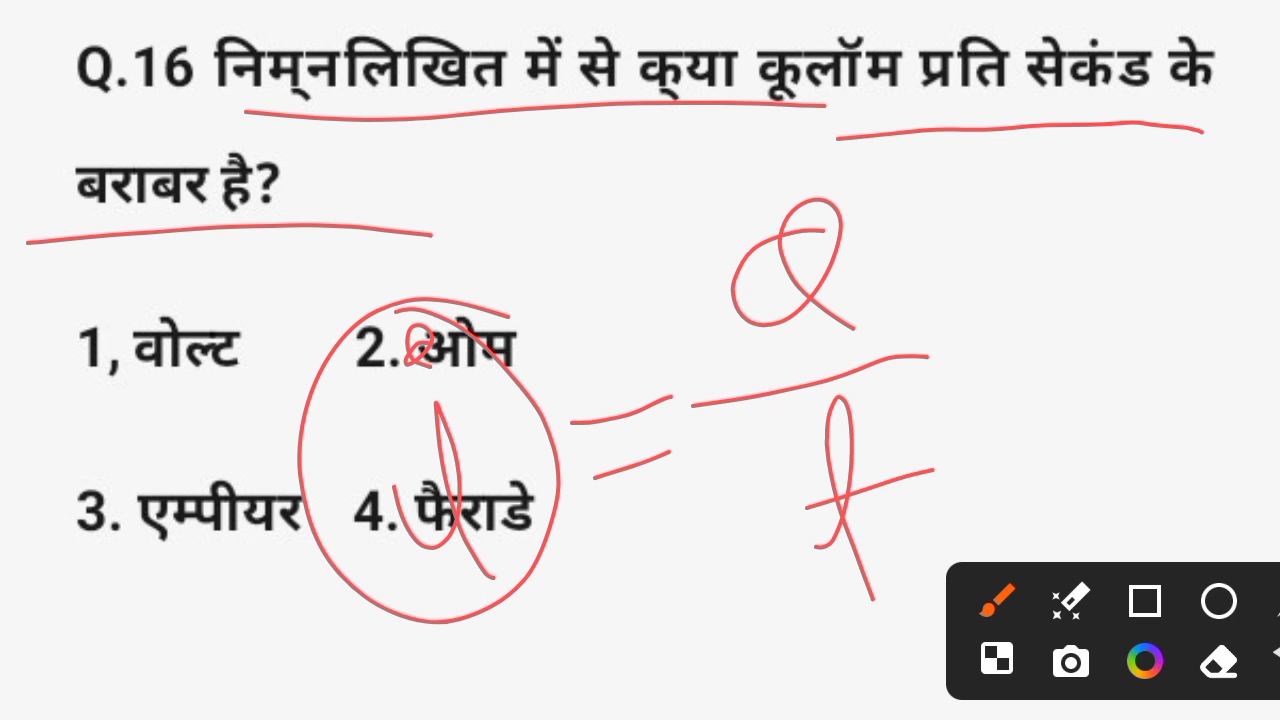 Q.16 निम्नलिखित में से क्या कूलॉम प्रति सेकंड के
बराबर है?
1, वोल्ट 2. ओम
3. एम्पीयर 4. फैराडे
= Q
t